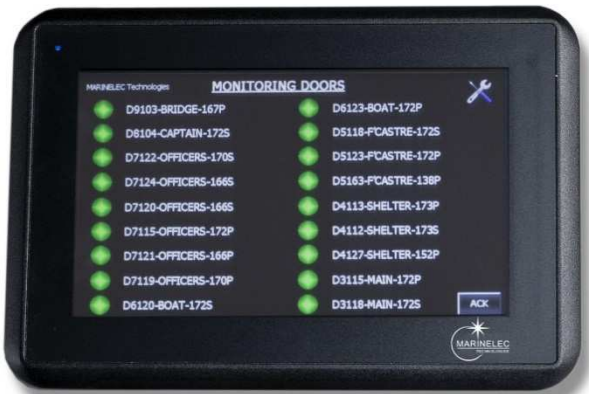 MARINELEC Technologies
MONITORING DOORS
D9103-BRIDGE-167P
D8104-CAPTAIN-172S
D7122-OFFICERS-170S
D7124-OFFICERS-166S
D7120-OFFICERS-166S
D7115-OFFICERS-172P
D7121-OFFICERS-166P
D7119-OFFICERS-170P
D6120-BOAT-172S
D6123-BOAT-172P
D5118-F'CASTRE-172S
D5123-F'CASTRE-172P
D5163-F'CASTRE-138P
D4113-SHELTER-173P
D4112-SHELTER-173S
D4127-SHELTER-152P
D3115-MAIN-172P
D3118-MAIN-172S
ACK
MARINELEC
TECHNOLOGIES